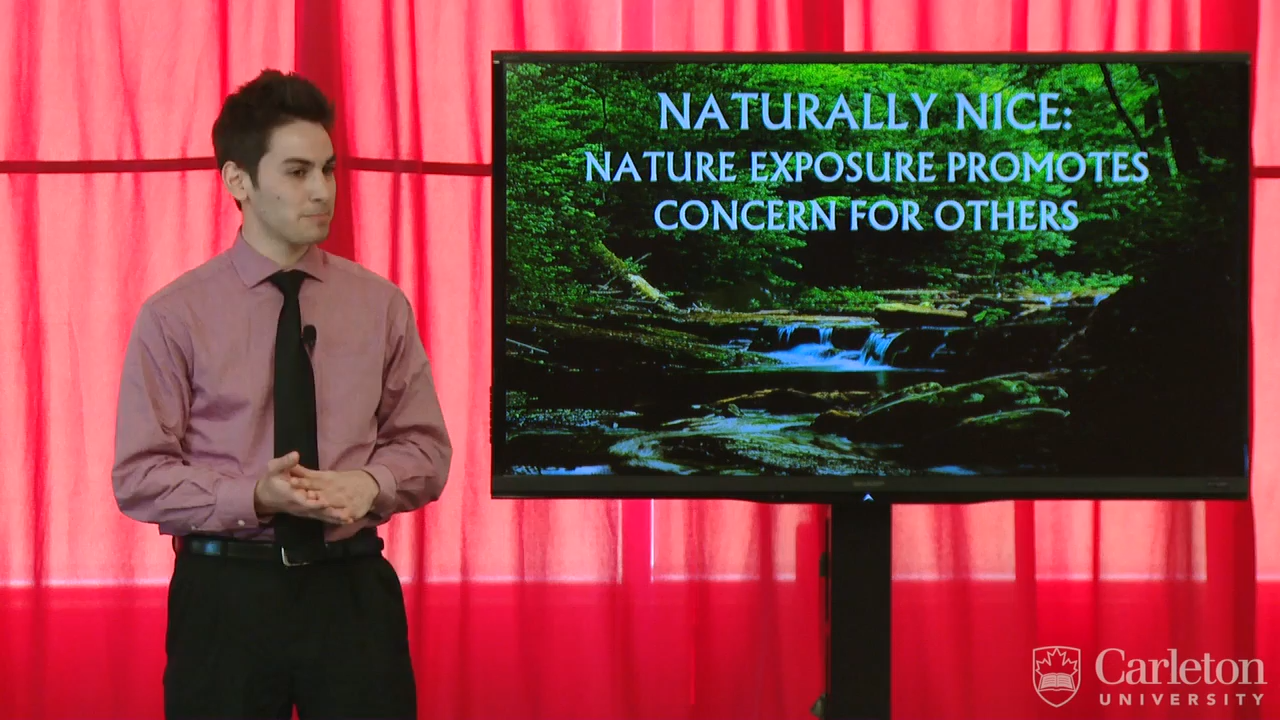 NATURALLY NICE:
NATURE EXPOSURE PROMOTES
CONCERN FOR OTHERS
Carleton
UNIVERSITY